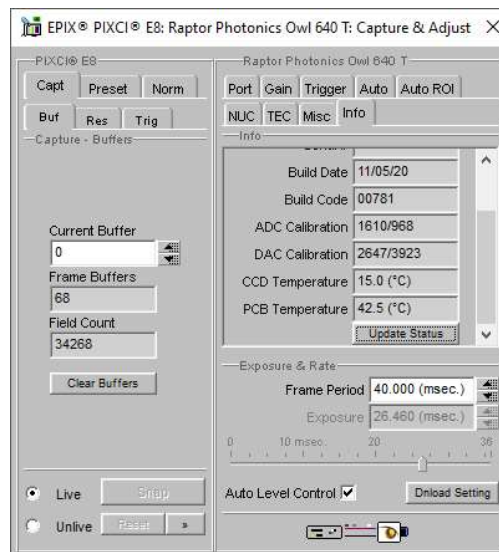 EPIX® PIXCI® E8: Raptor Photonics Owl 640 T: Capture & Adjust
PIXCI® E8
Capt Preset Norm
Buf Res Trig
Capture - Buffers
Current Buffer
0
Frame Buffers
68
Field Count
34268
Clear Buffers
Live Snap
Unlive Reset »
Raptor Photonics Owl 640 T
Port Gain Trigger Auto Auto ROI
NUC TEC Misc Info
Info
Build Date 11/05/20
Build Code 00781
ADC Calibration 1610/968
DAC Calibration 2647/3923
CCD Temperature 15.0 (°C)
PCB Temperature 42.5 (°C)
Update Status
Exposure & Rate
Frame Period 40.000 (msec.)
Exposure 26.460 (msec.)
0 10 msec. 20 36
Auto Level Control Dnload Setting